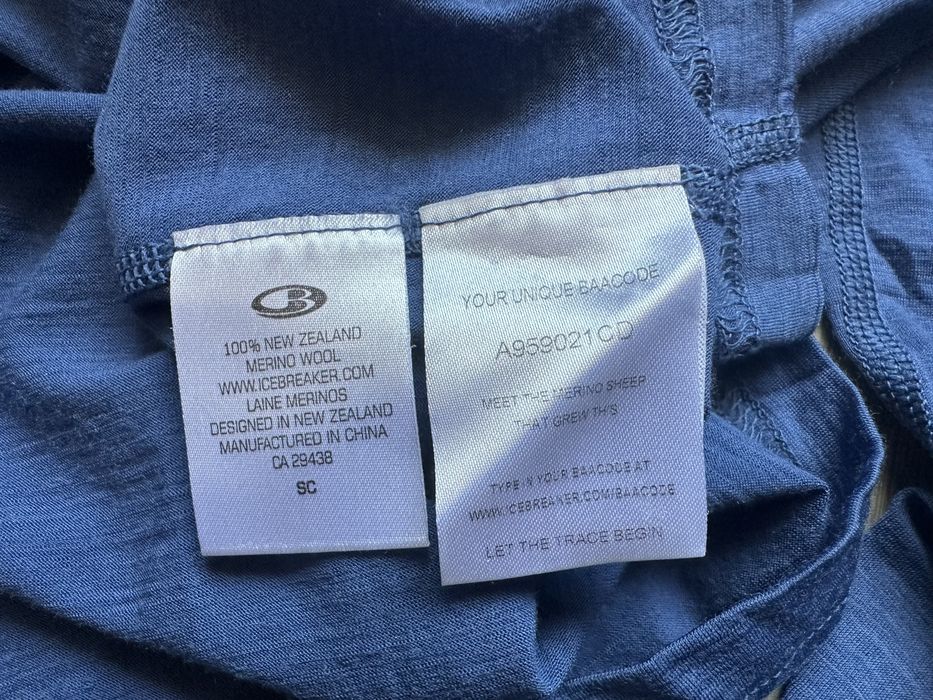 100% NEW ZEALAND
MERINO WOOL
WWW.ICEBREAKER.COM
LAINE MERINOS
DESIGNED IN NEW ZEALAND
MANUFACTURED IN CHINA
CA 29438
SC
YOUR UNIQUE BAACODE
A959021CD
MEET THE MERINO SHEEP
THAT GREW THIS
TYPE IN YOUR BAACODE AT
WWW.ICEBREAKER.COM/BAACODE
LET THE TRACE BEGIN